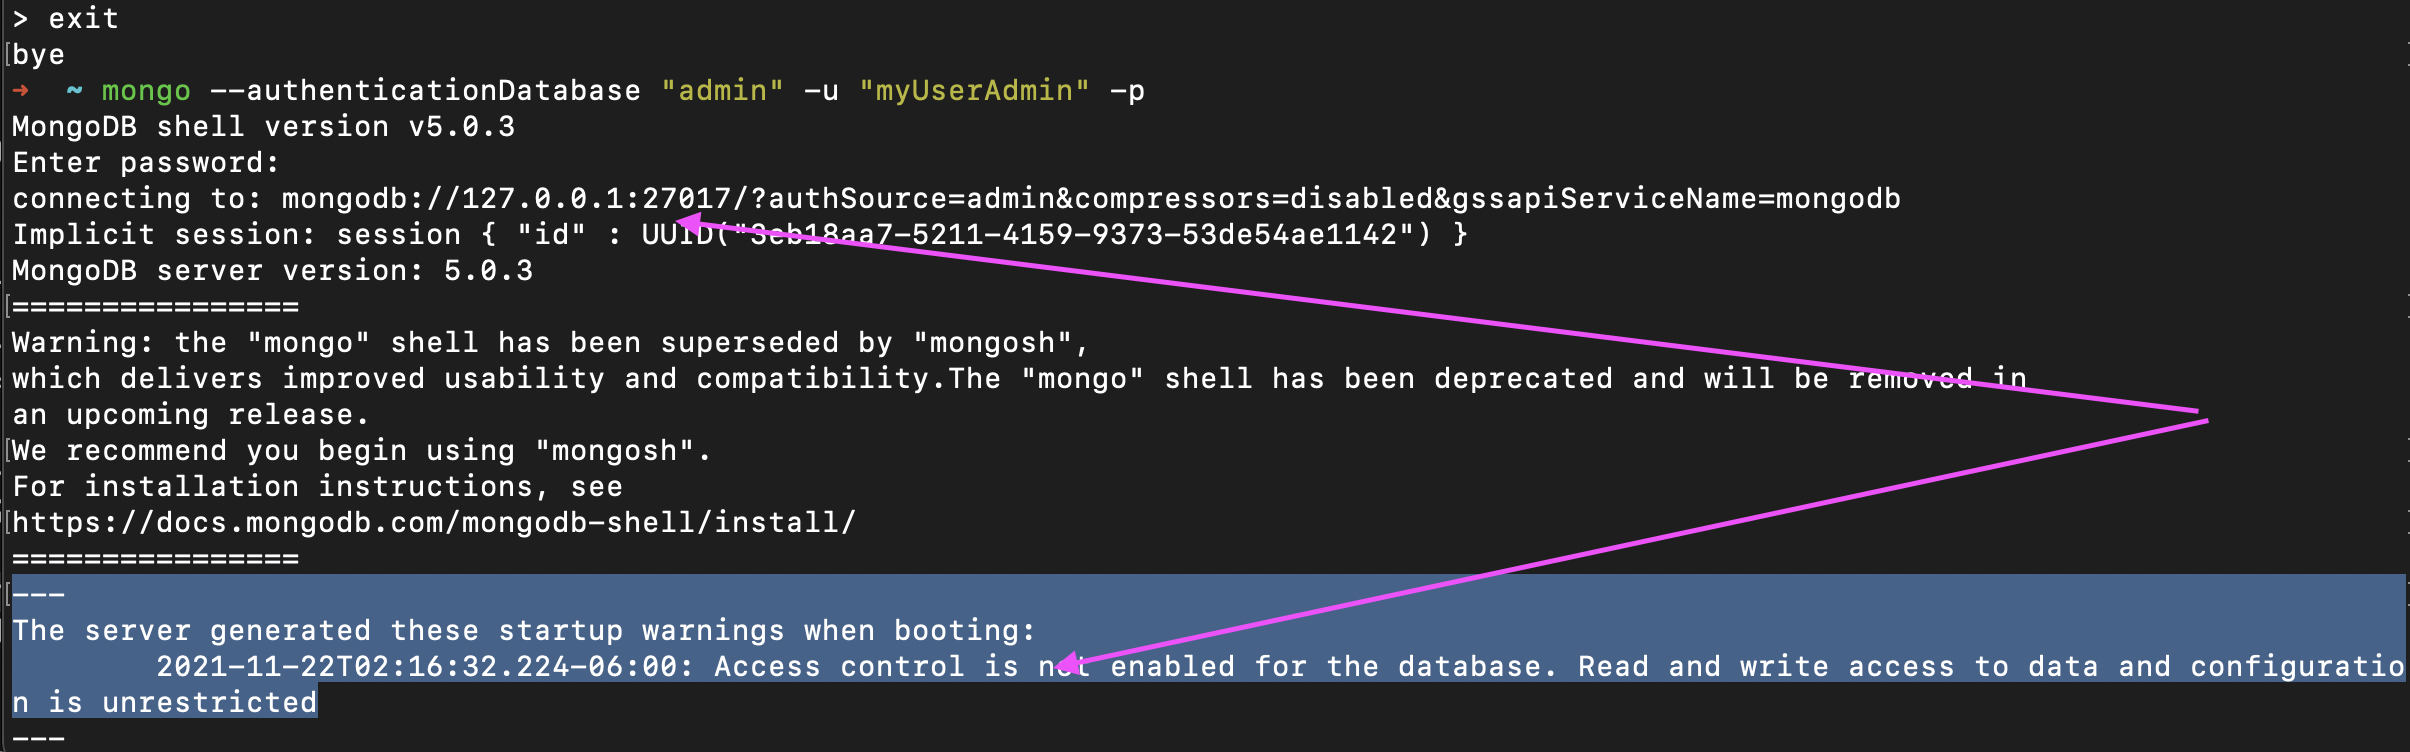 > exit
bye
→ ~ mongo --authenticationDatabase "admin" -u "myUserAdmin" -p
MongoDB shell version v5.0.3
Enter password:
connecting to: mongodb://127.0.0.1:27017/?authSource=admin&compressors=disabled&gssapiServiceName=mongodb
Implicit session: session { "id" : UUID("3eb18aa7-5211-4159-9373-53de54ae1142") }
MongoDB server version: 5.0.3
================
Warning: the "mongo" shell has been superseded by "mongosh",
which delivers improved usability and compatibility.The "mongo" shell has been deprecated and will be removed in
an upcoming release.
We recommend you begin using "mongosh".
For installation instructions, see
https://docs.mongodb.com/mongodb-shell/install/
================
---
The server generated these startup warnings when booting:
        2021-11-22T02:16:32.224-06:00: Access control is not enabled for the database. Read and write access to data and configuratio
n is unrestricted
---